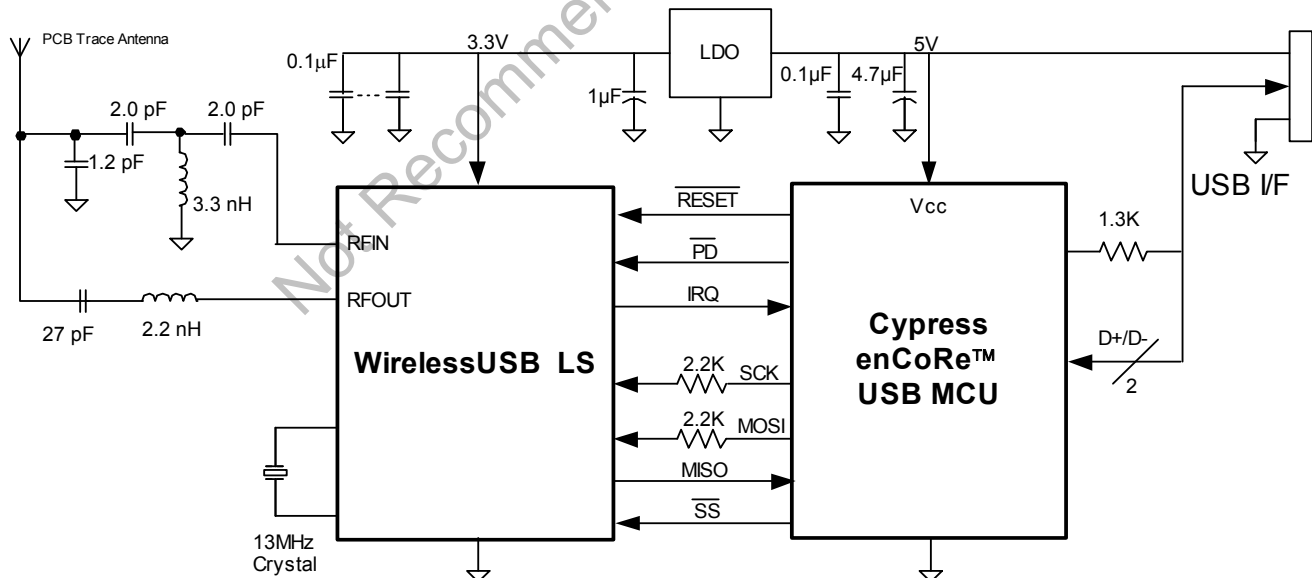 PCB Trace Antenna
2.0 pF
2.0 pF
1.2 pF
3.3 nH
27 pF
2.2 nH
0.1µF
3.3V
1µF
LDO
0.1µF
4.7µF
5V
USB I/F
RFIN
RFOUT
WirelessUSB LS
13MHz
Crystal
RESET
PD
IRQ
2.2K
SCK
2.2K
MOSI
MISO
SS
Vcc
Cypress
enCoRe™
USB MCU
1.3K
D+/D-
2
Not